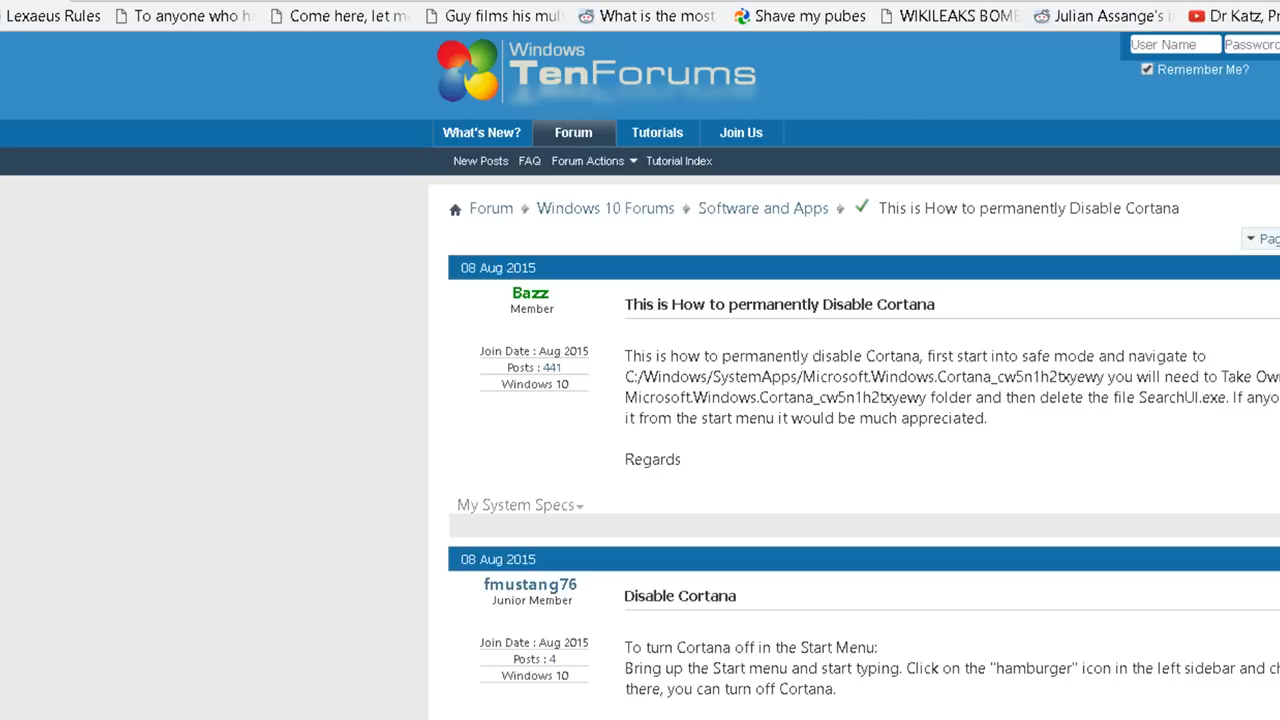 Lexaeus Rules To anyone who h Come here, let m Guy films his mul What is the most Shave my pubes WIKILEAKS BOM Julian Assange's i Dr Katz, P
Windows
TenForums
User Name Passwor
Remember Me?
What's New? Forum Tutorials Join Us
New Posts FAQ Forum Actions Tutorial Index
Forum Windows 10 Forums Software and Apps This is How to permanently Disable Cortana
Pag
08 Aug 2015
Bazz
Member
This is How to permanently Disable Cortana
Join Date : Aug 2015
Posts : 441
Windows 10
This is how to permanently disable Cortana, first start into safe mode and navigate to
C:/Windows/SystemApps/Microsoft.Windows.Cortana_cw5n1h2txyewy you will need to Take Own
Microsoft.Windows.Cortana_cw5n1h2txyewy folder and then delete the file SearchUI.exe. If anyo
it from the start menu it would be much appreciated.
Regards
My System Specs
08 Aug 2015
fmustang76
Junior Member
Disable Cortana
Join Date : Aug 2015
Posts : 4
Windows 10
To turn Cortana off in the Start Menu:
Bring up the Start menu and start typing. Click on the "hamburger" icon in the left sidebar and ch
there, you can turn off Cortana.